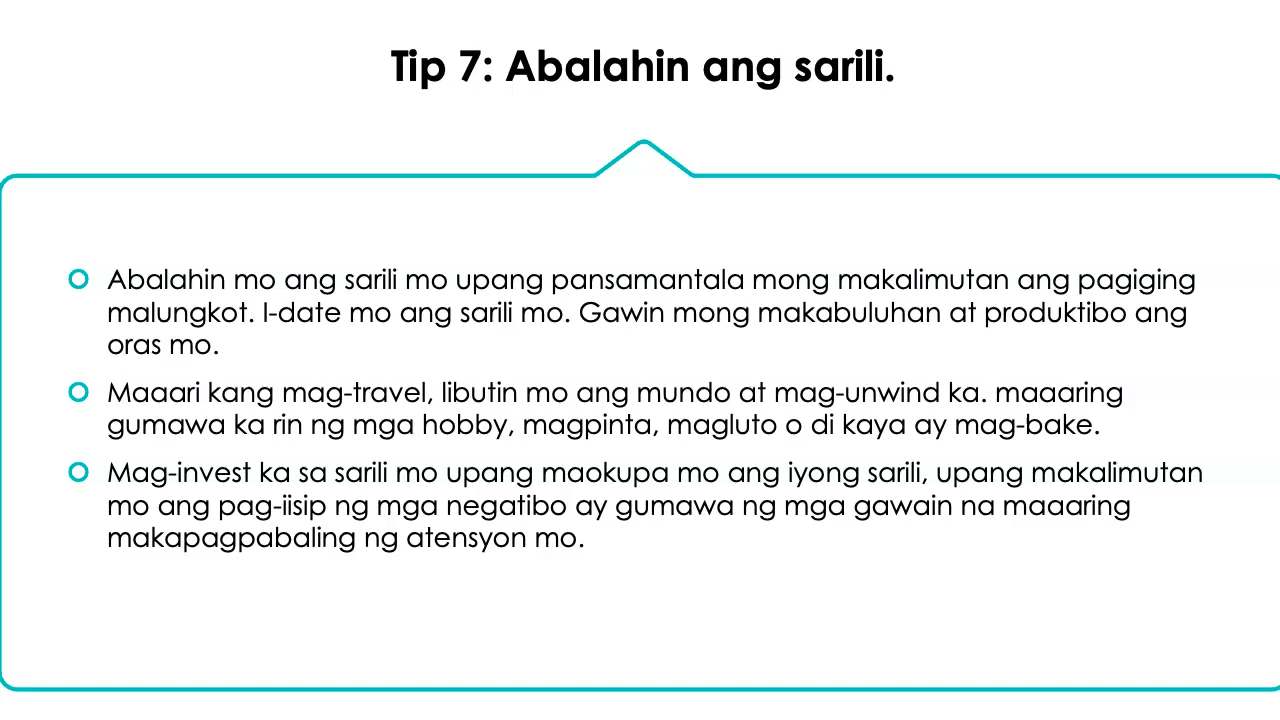 Tip 7: Abalahin ang sarili.
Abalahin mo ang sarili mo upang pansamantala mong makalimutan ang pagiging
malungkot. I-date mo ang sarili mo. Gawin mong makabuluhan at produktibo ang
oras mo.
Maaari kang mag-travel, libutin mo ang mundo at mag-unwind ka. maaaring
gumawa ka rin ng mga hobby, magpinta, magluto o di kaya ay mag-bake.
Mag-invest ka sa sarili mo upang maokupa mo ang iyong sarili, upang makalimutan
mo ang pag-iisip ng mga negatibo ay gumawa ng mga gawain na maaaring
makapagpabaling ng atensyon mo.